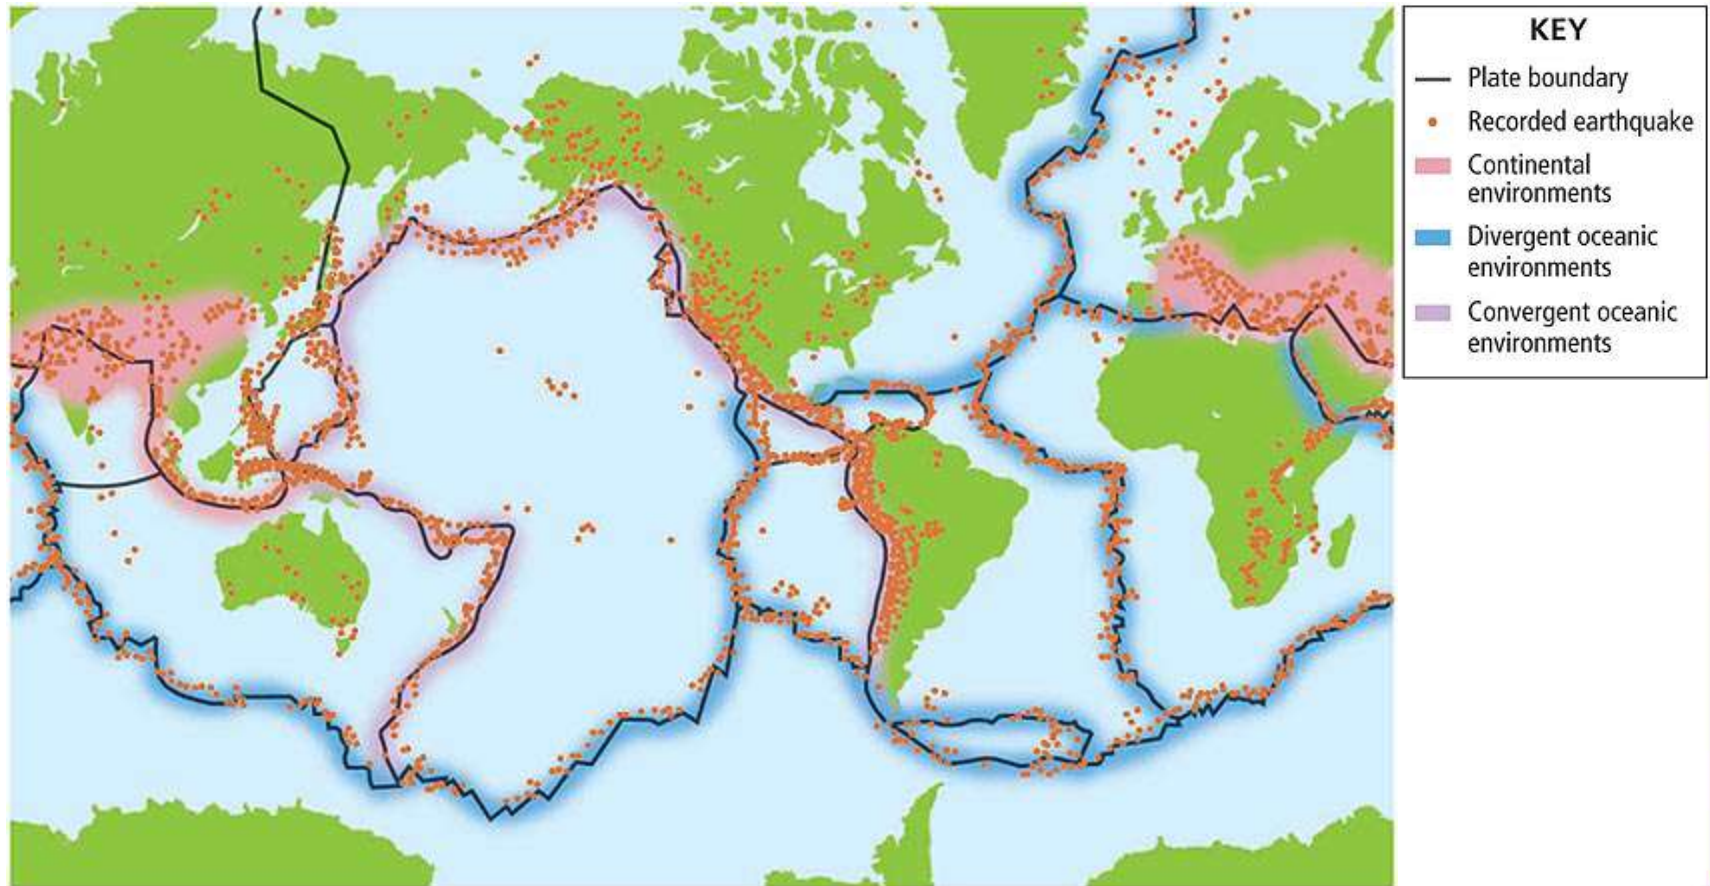 KEY
Plate boundary
Recorded earthquake
Continental
environments
Divergent oceanic
environments
Convergent oceanic
environments